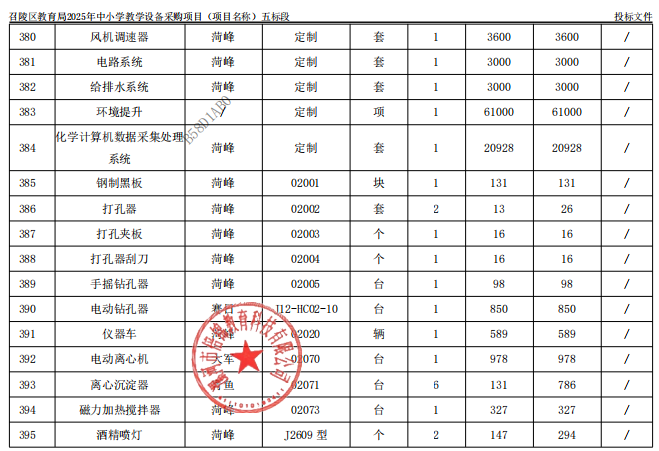 召陵区教育局2025年中小学教学设备采购项目（项目名称）五标段 投标文件
380 风机调速器 菏峰 定制 套 1 3600 3600 /
381 电路系统 菏峰 定制 套 1 3000 3000 /
382 给排水系统 菏峰 定制 套 1 3000 3000 /
383 环境提升 / 定制 项 1 61000 61000 /
B58D1AB0
384 化学计算机数据采集处理 菏峰 定制 套 1 20928 20928 /
系统
385 钢制黑板 菏峰 02001 块 1 131 131 /
386 打孔器 菏峰 02002 套 2 13 26 /
387 打孔夹板 菏峰 02003 个 1 16 16 /
388 打孔器刮刀 菏峰 02004 个 1 16 16 /
389 手摇钻孔器 菏峰 02005 台 1 98 98 /
390 电动钻孔器 J12-HC02-10 台 1 850 850 /
391 仪器车 菏峰 02020 辆 1 589 589 /
392 电动离心机 02070 台 1 978 978 /
393 离心沉淀器 02071 台 6 131 786 /
394 磁力加热搅拌器 菏峰 02073 台 1 327 327 /
395 酒精喷灯 菏峰 J2609 型 个 2 147 294 /